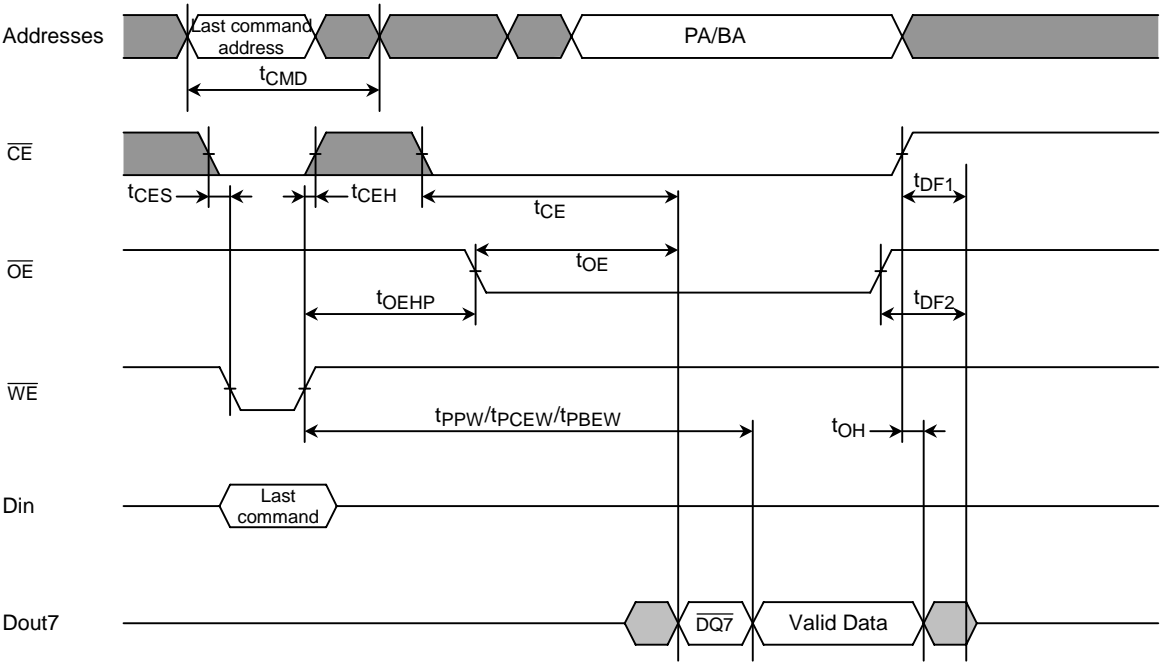 Addresses
Last command
address
PA/BA
tCMD
CE
tCES
tCEH
tCE
tDF1
OE
tOE
tOEHP
tDF2
WE
tPPW/tPCEW/tPBEW
tOH
Din
Last
command
Dout7
DQ7
Valid Data